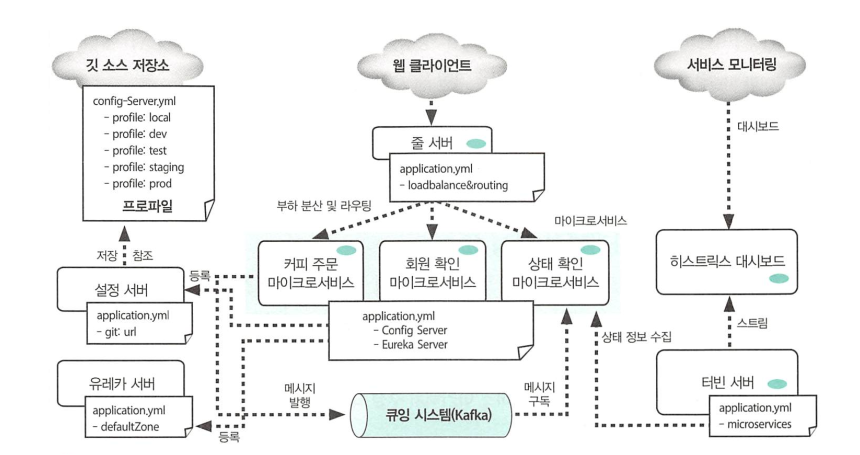 깃 소스 저장소
웹 클라이언트
서비스 모니터링
config-Server.yml
- profile: local
- profile: dev
- profile: test
- profile: staging
- profile: prod
프로파일
줄 서버
application.yml
- loadbalance&routing
대시보드
부하 분산 및 라우팅
마이크로서비스
저장
참조
커피 주문
마이크로서비스
회원 확인
마이크로서비스
상태 확인
마이크로서비스
히스트릭스 대시보드
설정 서버
application.yml
- git: url
등록
application.yml
- Config Server
- Eureka Server
상태 정보 수집
스트림
유레카 서버
application.yml
- defaultZone
등록
메시지
발행
큐잉 시스템(Kafka)
메시지
구독
터빈 서버
application.yml
- microservices